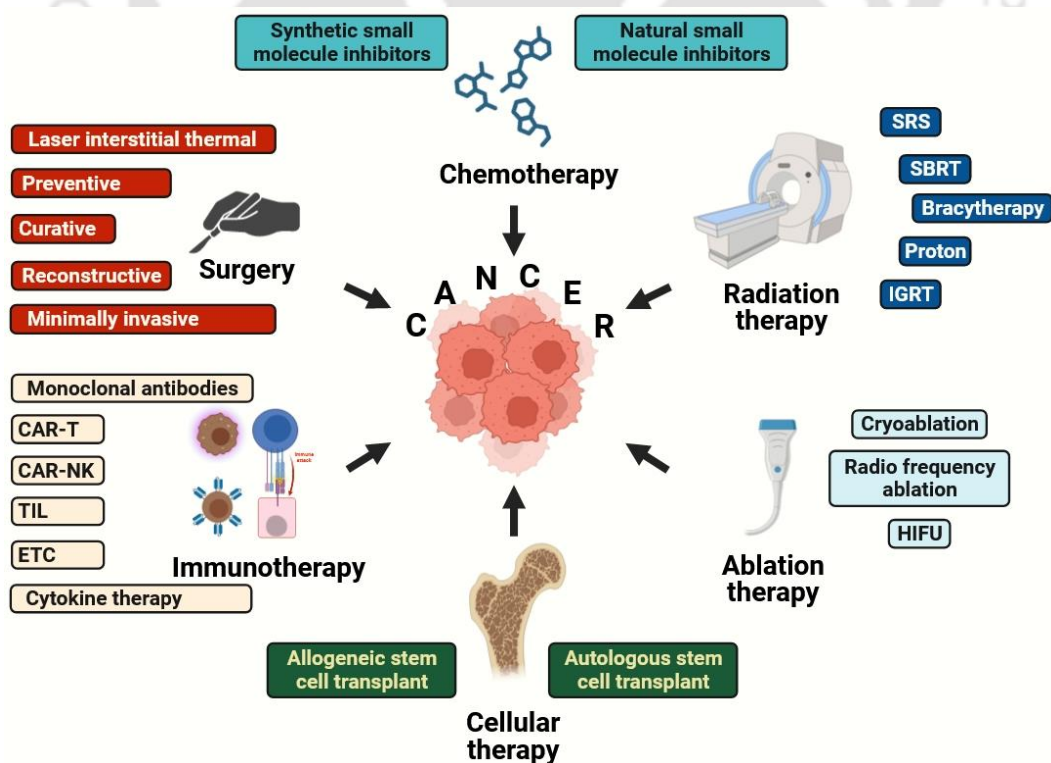 Synthetic small
molecule inhibitors
Natural small
molecule inhibitors
Chemotherapy
Laser interstitial thermal
Preventive
Curative
Reconstructive
Minimally invasive
Surgery
SRS
SBRT
Bracytherapy
Proton
IGRT
Radiation
therapy
C A N C E R
Monoclonal antibodies
CAR-T
CAR-NK
TIL
ETC
Cytokine therapy
Immune
attack
Immunotherapy
Cryoablation
Radio frequency
ablation
HIFU
Ablation
therapy
Allogeneic stem
cell transplant
Autologous stem
cell transplant
Cellular
therapy